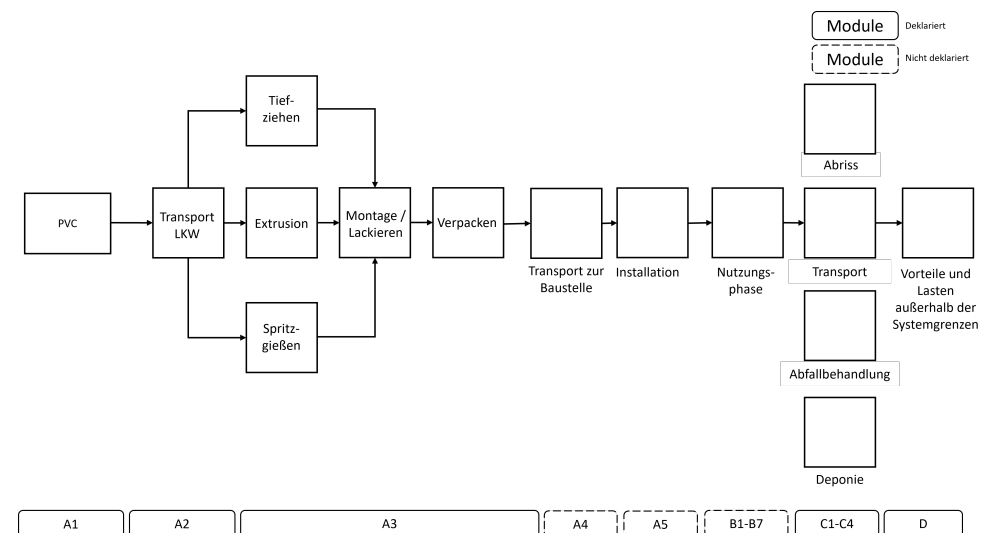 Module
Deklariert
Module
Nicht deklariert
Tief-
ziehen
Abriss
PVC
Transport
LKW
Extrusion
Montage /
Lackieren
Verpacken
Transport zur
Baustelle
Installation
Nutzungs-
phase
Transport
Vorteile und
Lasten
außerhalb der
Systemgrenzen
Spritz-
gießen
Abfallbehandlung
Deponie
A1
A2
A3
A4
A5
B1-B7
C1-C4
D